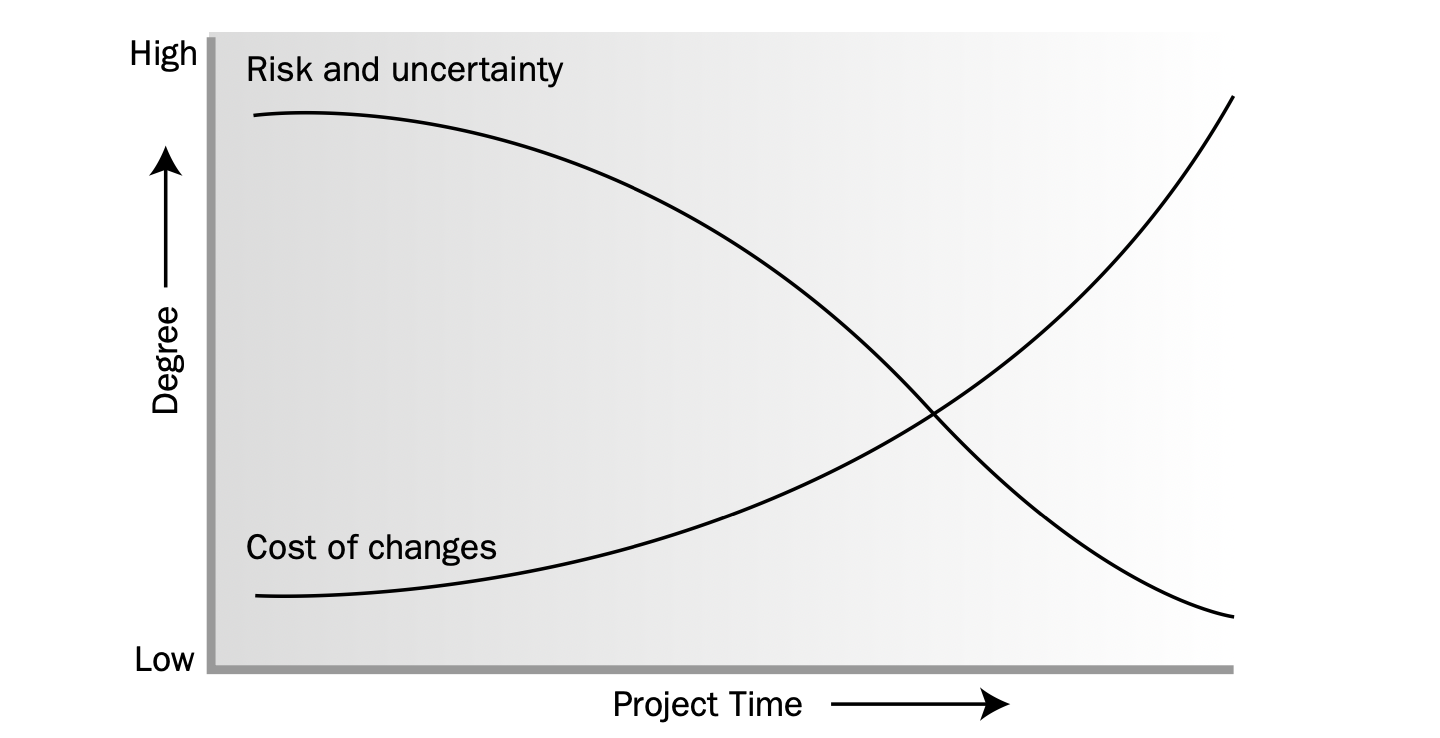 High
Risk and uncertainty
Degree
Cost of changes
Low
Project Time